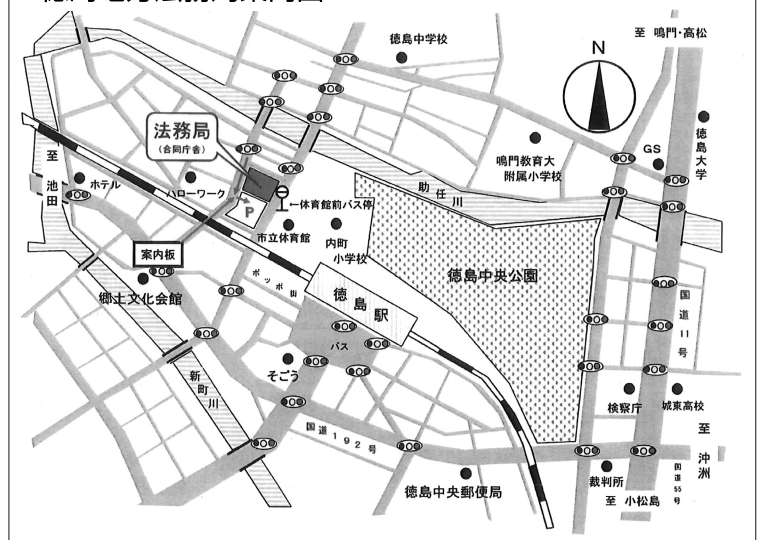 徳島中学校
至 鳴門・高松
N
法務局
(合同庁舎)
徳島大学
GS
鳴門教育大
附属小学校
至池田
ホテル
ハローワーク
助任川
P
←体育館前バス停
市立体育館
内町
小学校
案内板
徳島中央公園
郷土文化会館
ポッポ街
徳島駅
国道11号
バス
そごう
新町川
検察庁
城東高校
国道192号
至沖洲
裁判所
徳島中央郵便局
至 小松島
国道55号